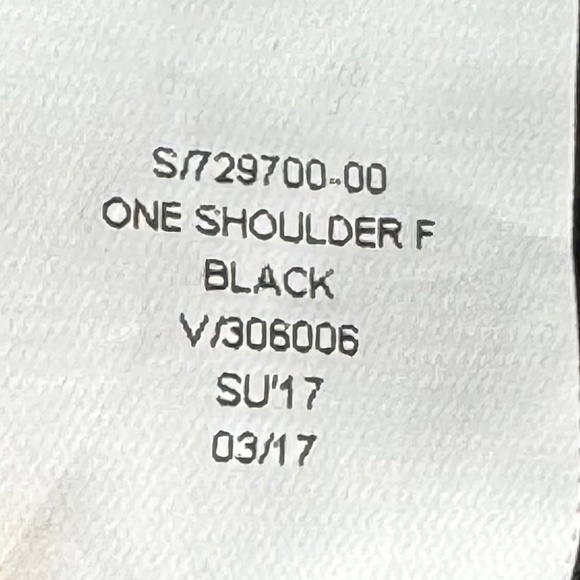 S/729700-00
ONE SHOULDER F
BLACK
V/306006
SU'17
03/17